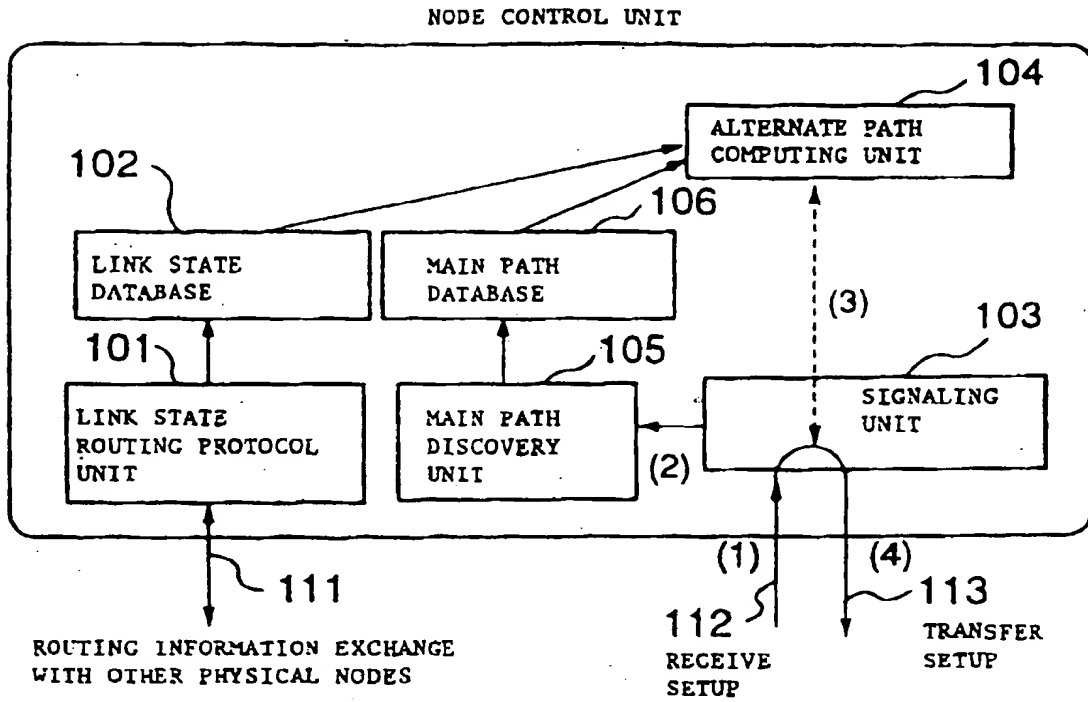 NODE CONTROL UNIT
104
ALTERNATE PATH
COMPUTING UNIT
102
106
LINK STATE
DATABASE
MAIN PATH
DATABASE
(3)
103
101
105
LINK STATE
ROUTING PROTOCOL
UNIT
MAIN PATH
DISCOVERY
UNIT
SIGNALING
UNIT
(2)
(1)
(4)
111
112
113
ROUTING INFORMATION EXCHANGE
WITH OTHER PHYSICAL NODES
RECEIVE
SETUP
TRANSFER
SETUP